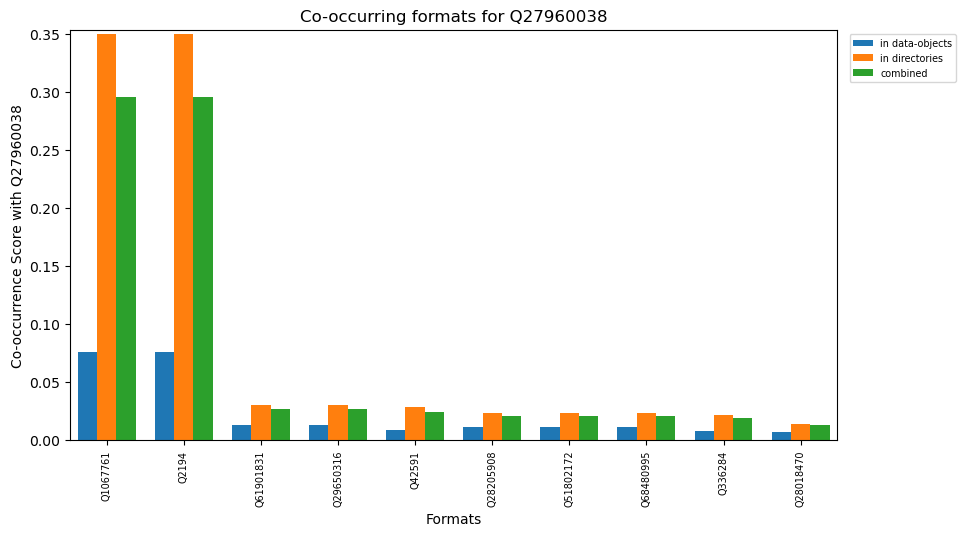 Co-occurring formats for Q27960038
in data-objects
in directories
combined
Co-occurrence Score with Q27960038
0.35
0.30
0.25
0.20
0.15
0.10
0.05
0.00
Q1067761
Q2194
Q61901831
Q29650316
Q42591
Q28205908
Q51802172
Q68480995
Q336284
Q28018470
Formats